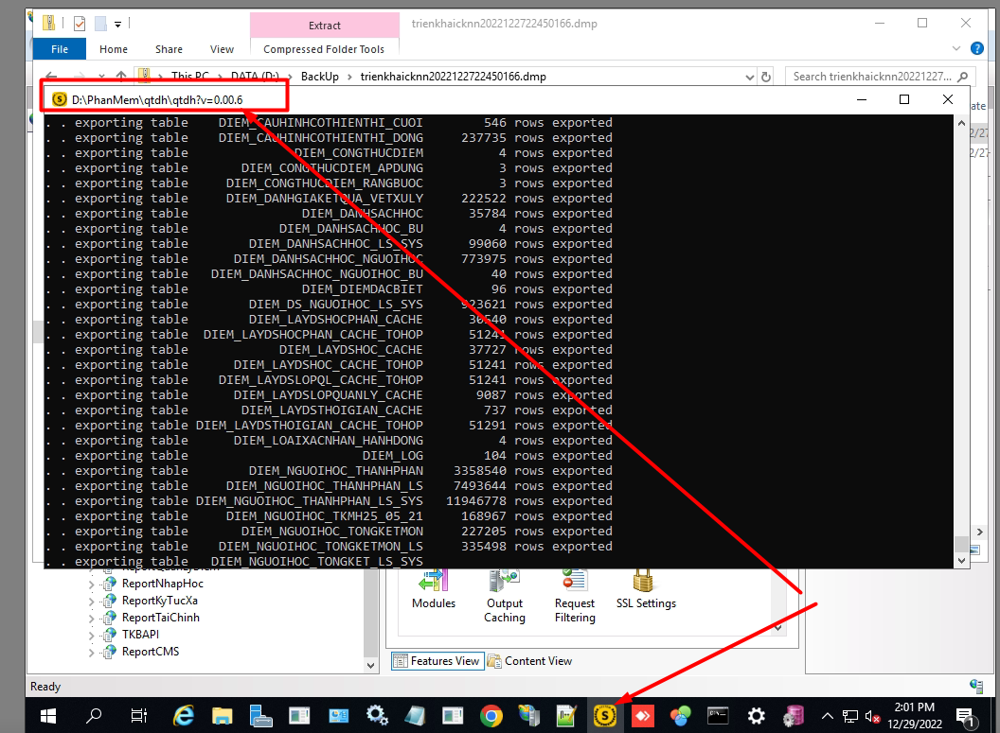 Extract
trienkhaicknn2022122722450166.dmp
File
Home
Share
View
Compressed Folder Tools
This PC
DATA (D:)
BackUp
trienkhaicknn2022122722450166.dmp
Search trienkhaicknn20221227...
D:\PhanMem\qtdh\qtdh?v=0.00.6
. . exporting table DIEM_CAUHINHCOTHIENTHI_CUOI 546 rows exported
. . exporting table DIEM_CAUHINHCOTHIENTHI_DONG 237735 rows exported
. . exporting table DIEM_CONGTHUCDIEM 4 rows exported
. . exporting table DIEM_CONGTHUCDIEM_APDUNG 3 rows exported
. . exporting table DIEM_CONGTHUCDIEM_RANGBUOC 3 rows exported
. . exporting table DIEM_DANHGIAKETQUA_VETXULY 222522 rows exported
. . exporting table DIEM_DANHSACHHOC 35784 rows exported
. . exporting table DIEM_DANHSACHHOC_BU 4 rows exported
. . exporting table DIEM_DANHSACHHOC_LS_SYS 99060 rows exported
. . exporting table DIEM_DANHSACHHOC_NGUOIHOC 773975 rows exported
. . exporting table DIEM_DANHSACHHOC_NGUOIHOC_BU 40 rows exported
. . exporting table DIEM_DIEMDACBIET 96 rows exported
. . exporting table DIEM_DS_NGUOIHOC_LS_SYS 923621 rows exported
. . exporting table DIEM_LAYDSHOCPHAN_CACHE 30540 rows exported
. . exporting table DIEM_LAYDSHOCPHAN_CACHE_TOHOP 51241 rows exported
. . exporting table DIEM_LAYDSHOC_CACHE 37727 rows exported
. . exporting table DIEM_LAYDSHOC_CACHE_TOHOP 51241 rows exported
. . exporting table DIEM_LAYDSLOPQL_CACHE_TOHOP 51241 rows exported
. . exporting table DIEM_LAYDSLOPQUANLY_CACHE 9087 rows exported
. . exporting table DIEM_LAYDSTHOIGIAN_CACHE 737 rows exported
. . exporting table DIEM_LAYDSTHOIGIAN_CACHE_TOHOP 51291 rows exported
. . exporting table DIEM_LOAIXACNHAN_HANHDONG 4 rows exported
. . exporting table DIEM_LOG 104 rows exported
. . exporting table DIEM_NGUOIHOC_THANHPHAN 3358540 rows exported
. . exporting table DIEM_NGUOIHOC_THANHPHAN_LS 7493644 rows exported
. . exporting table DIEM_NGUOIHOC_THANHPHAN_LS_SYS 11946778 rows exported
. . exporting table DIEM_NGUOIHOC_TKMH25_05_21 168967 rows exported
. . exporting table DIEM_NGUOIHOC_TONGKETMON 227205 rows exported
. . exporting table DIEM_NGUOIHOC_TONGKETMON_LS 335498 rows exported
. . exporting table DIEM_NGUOIHOC_TONGKET_LS_SYS
ReportNhapHoc
ReportKyTucXa
ReportTaiChinh
TKBAPI
ReportCMS
Modules
Output Caching
Request Filtering
SSL Settings
Features View
Content View
Ready
2:01 PM
12/29/2022
1